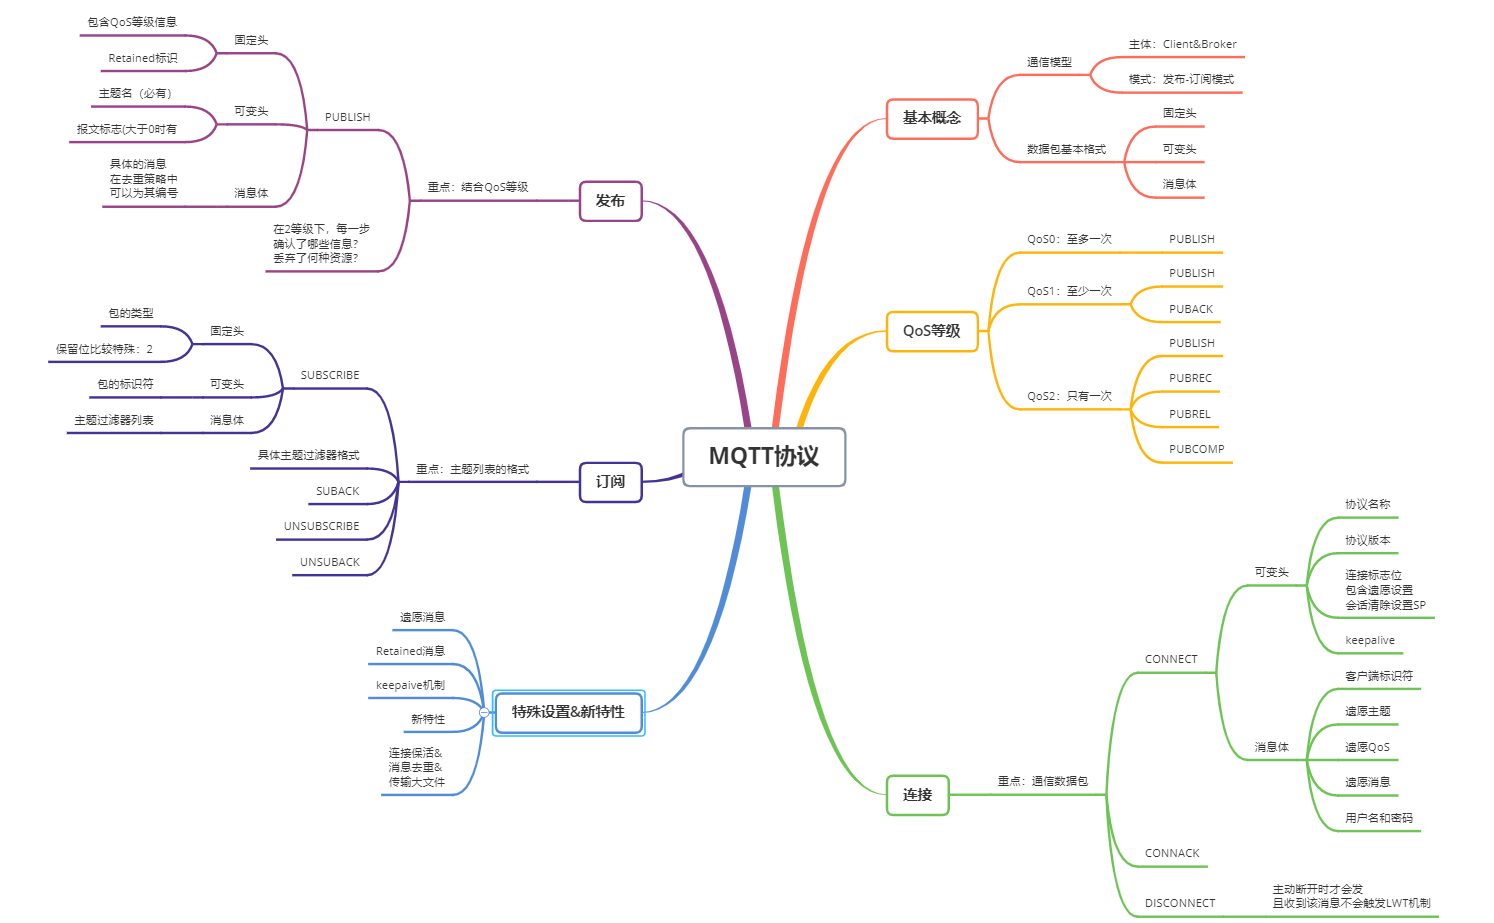 MQTT协议
基本概念
通信模型
主体：Client&Broker
模式：发布-订阅模式
数据包基本格式
固定头
可变头
消息体
QoS等级
QoS0：至多一次
PUBLISH
QoS1：至少一次
PUBLISH
PUBACK
QoS2：只有一次
PUBLISH
PUBREC
PUBREL
PUBCOMP
连接
重点：通信数据包
CONNECT
可变头
协议名称
协议版本
连接标志位
包含遗愿设置
会话清除设置SP
keepalive
消息体
客户端标识符
遗愿主题
遗愿QoS
遗愿消息
用户名和密码
CONNACK
DISCONNECT
主动断开时才会发
且收到该消息不会触发LWT机制
发布
重点：结合QoS等级
PUBLISH
固定头
包含QoS等级信息
Retained标识
可变头
主题名（必有）
报文标志(大于0时有
消息体
具体的消息
在去重策略中
可以为其编号
在2等级下，每一步
确认了哪些信息？
丢弃了何种资源？
订阅
重点：主题列表的格式
SUBSCRIBE
固定头
包的类型
保留位比较特殊：2
可变头
包的标识符
消息体
主题过滤器列表
具体主题过滤器格式
SUBACK
UNSUBSCRIBE
UNSUBACK
特殊设置&新特性
遗愿消息
Retained消息
keepaive机制
新特性
连接保活&
消息去重&
传输大文件